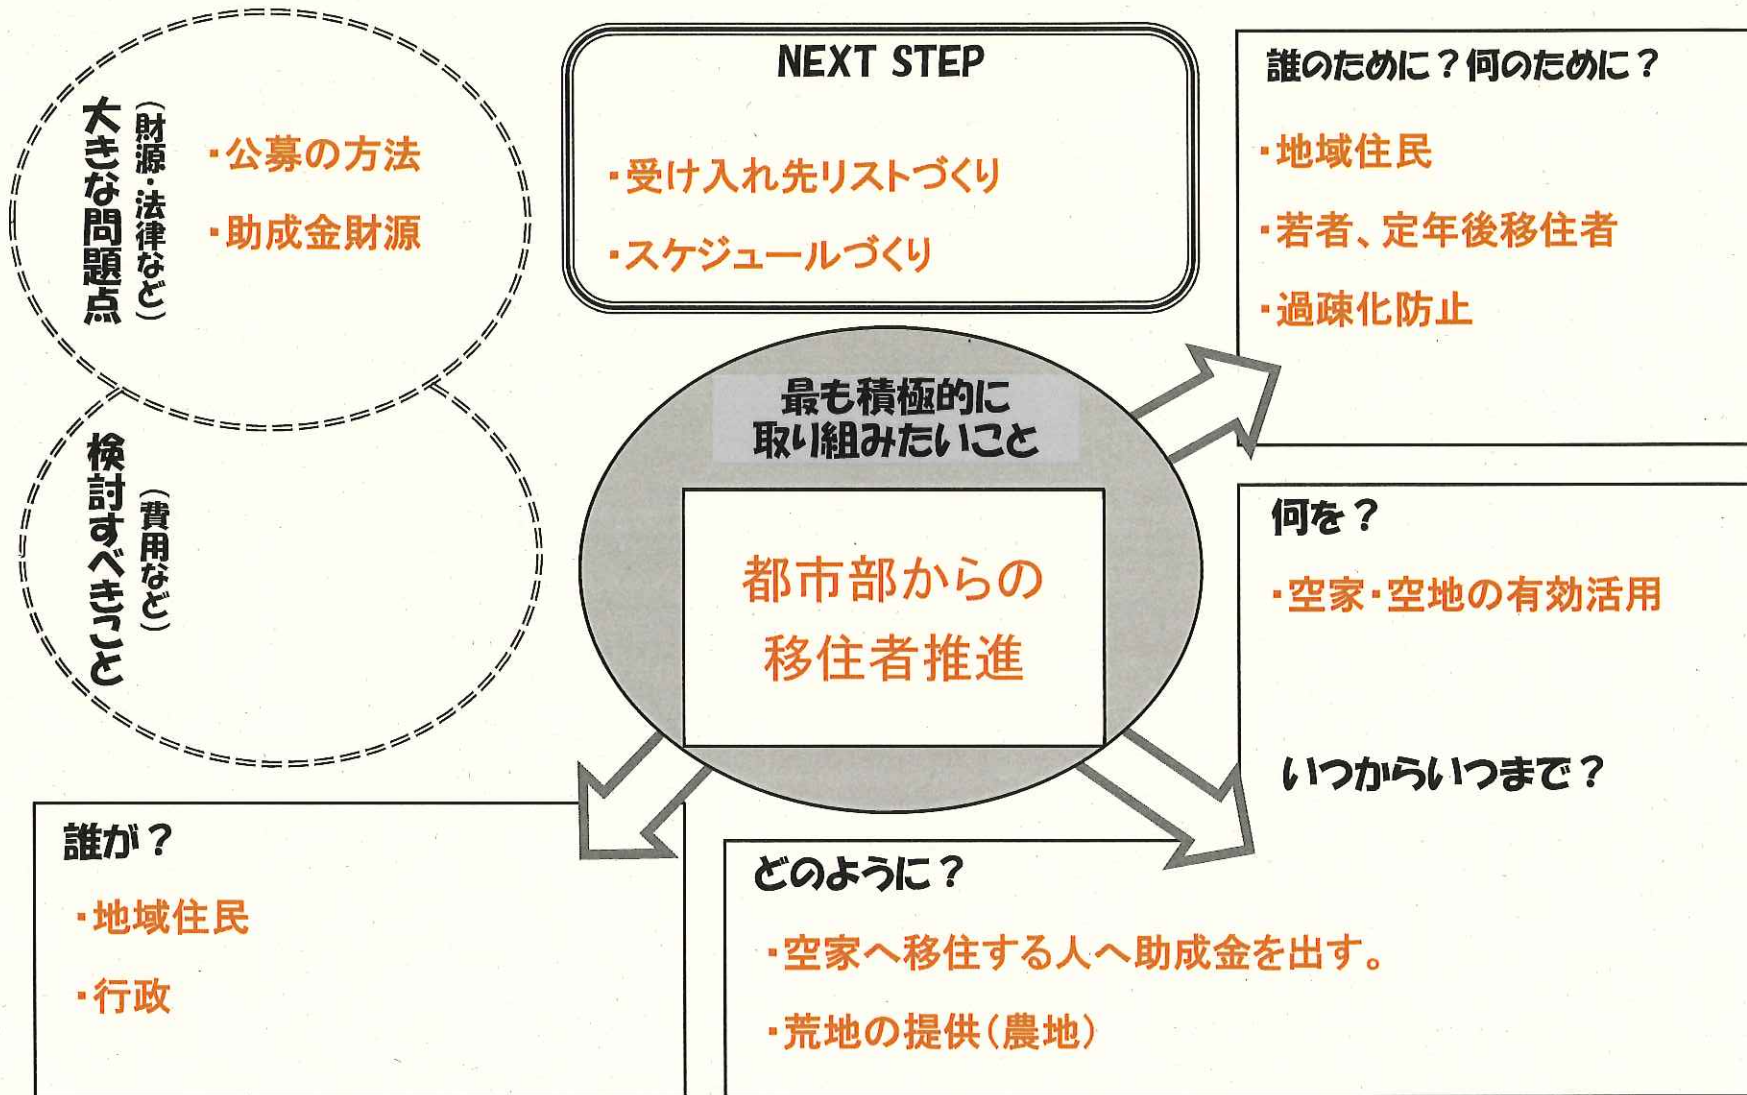 大きな問題点
(財源・法律など)
・公募の方法
・助成金財源
検討すべきこと
(費用など)
NEXT STEP
・受け入れ先リストづくり
・スケジュールづくり
誰のために？何のために？
・地域住民
・若者、定年後移住者
・過疎化防止
最も積極的に
取り組みたいこと
都市部からの
移住者推進
何を？
・空家・空地の有効活用
いつからいつまで？
誰が？
・地域住民
・行政
どのように？
・空家へ移住する人へ助成金を出す。
・荒地の提供(農地)